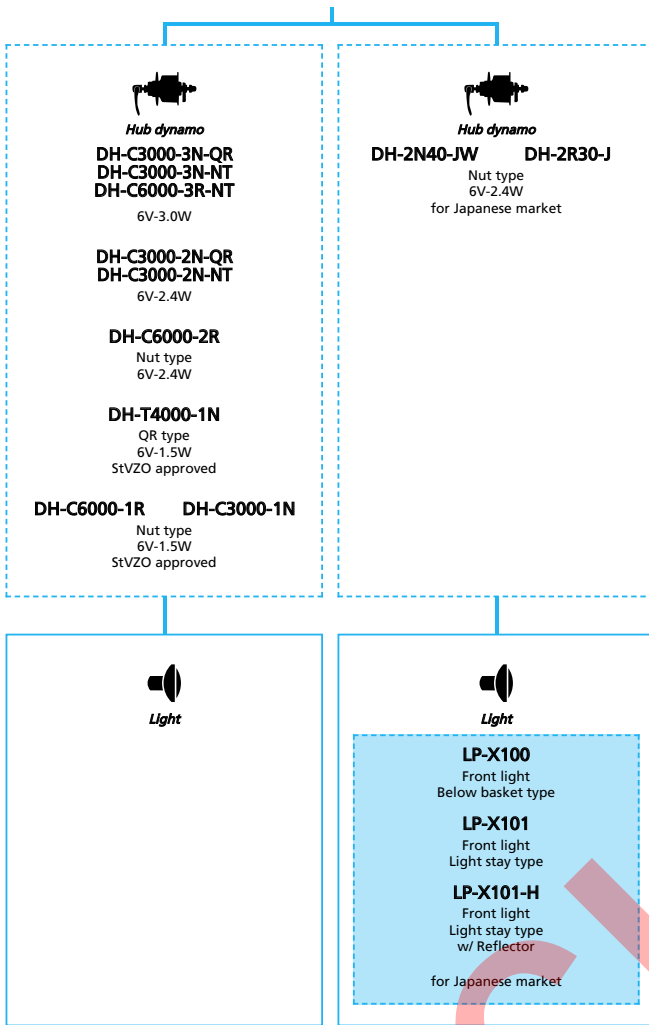 Hub dynamo
DH-C3000-3N-QR
DH-C3000-3N-NT
DH-C6000-3R-NT
6V-3.0W
DH-C3000-2N-QR
DH-C3000-2N-NT
6V-2.4W
DH-C6000-2R
Nut type
6V-2.4W
DH-T4000-1N
QR type
6V-1.5W
StVZO approved
DH-C6000-1R DH-C3000-1N
Nut type
6V-1.5W
StVZO approved
Hub dynamo
DH-2N40-JW DH-2R30-J
Nut type
6V-2.4W
for Japanese market
Light
Light
LP-X100
Front light
Below basket type
LP-X101
Front light
Light stay type
LP-X101-H
Front light
Light stay type
w/ Reflector
for Japanese market